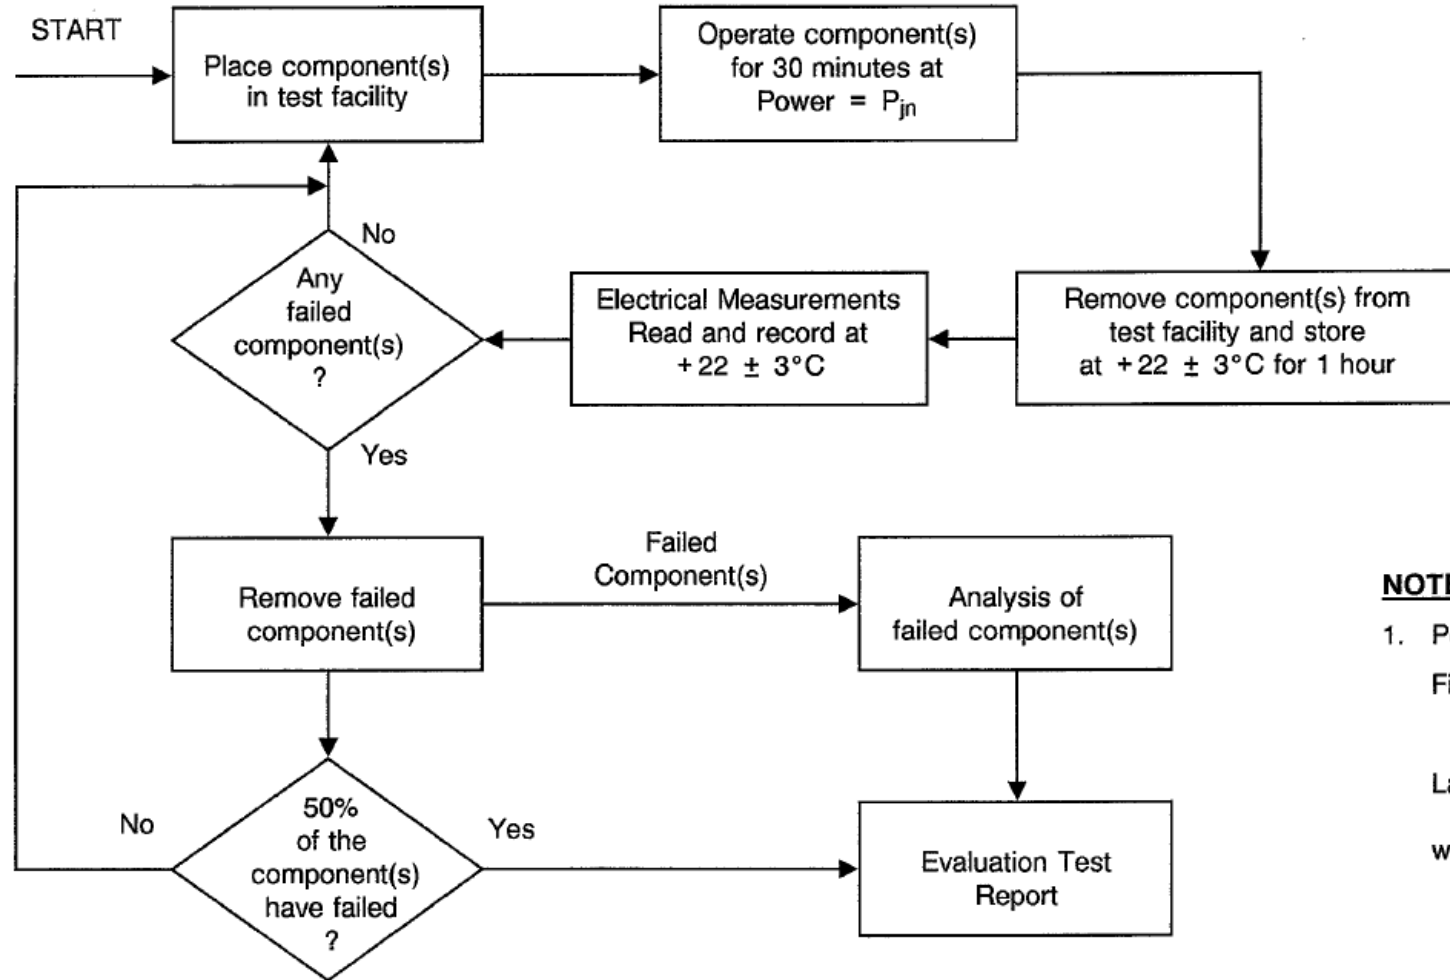 START
Place component(s)
in test facility
Operate component(s)
for 30 minutes at
Power = Pjn
No
Any
failed
component(s)
?
Electrical Measurements
Read and record at
+22 ± 3°C
Remove component(s) from
test facility and store
at +22 ± 3°C for 1 hour
Yes
Remove failed
component(s)
Failed
Component(s)
Analysis of
failed component(s)
No
50%
of the
component(s)
have failed
?
Yes
Evaluation Test
Report
1.